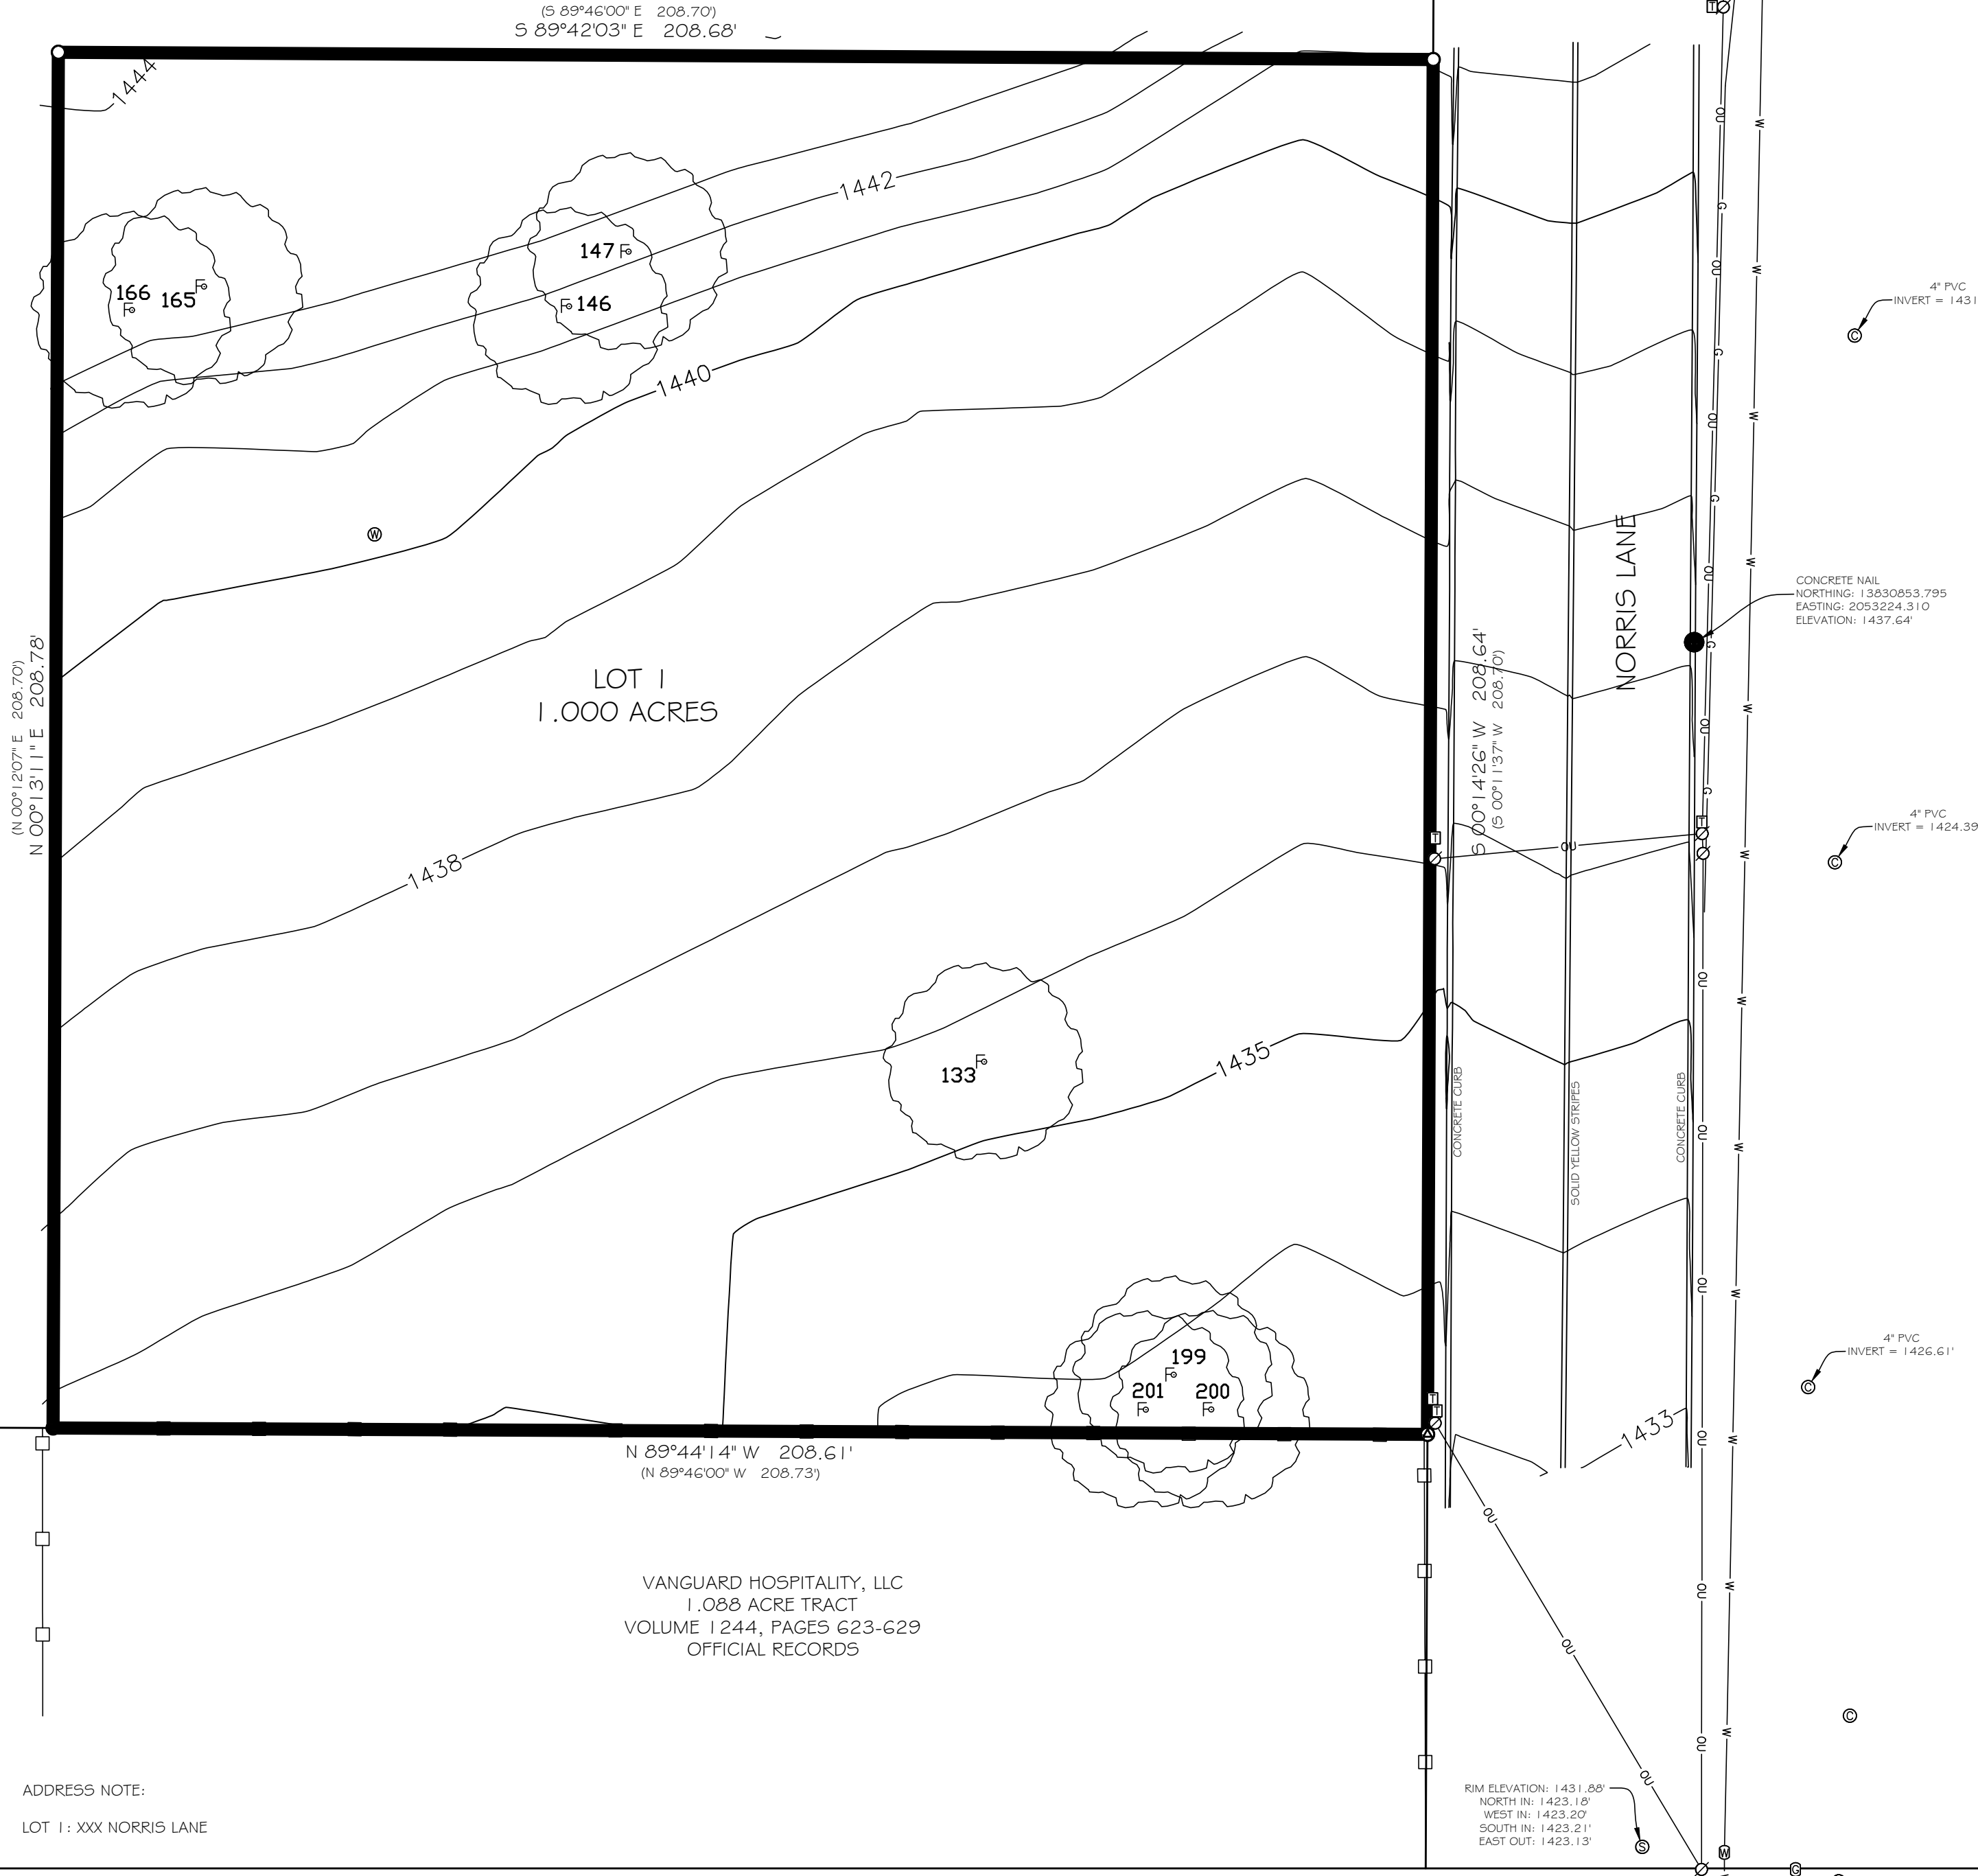 (S 89°46'00" E 208.70')
S 89°42'03" E 208.68'
T
1444
1442
147
146
166
165
1440
W
4" PVC
INVERT = 1431
C
CONCRETE NAIL
NORTHING: 13830853.795
EASTING: 2053224.310
ELEVATION: 1437.64'
NORRIS LANE
(N 00°12'07" E 208.70')
N 00°13'11" E 208.78'
LOT 1
1.000 ACRES
S 00°14'26" W 208.64'
(S 00°11'37" W 208.70')
4" PVC
INVERT = 1424.39
C
T
T
OU
OU
G
W
1438
133
1435
CONCRETE CURB
SOLID YELLOW STRIPES
CONCRETE CURB
199
201
200
4" PVC
INVERT = 1426.61'
C
T
T
1433
N 89°44'14" W 208.61'
(N 89°46'00" W 208.73')
OU
OU
OU
VANGUARD HOSPITALITY, LLC
1.088 ACRE TRACT
VOLUME 1244, PAGES 623-629
OFFICIAL RECORDS
C
ADDRESS NOTE:
LOT 1: XXX NORRIS LANE
RIM ELEVATION: 1431.88'
NORTH IN: 1423.18'
WEST IN: 1423.20'
SOUTH IN: 1423.21'
EAST OUT: 1423.13'
S
W
G